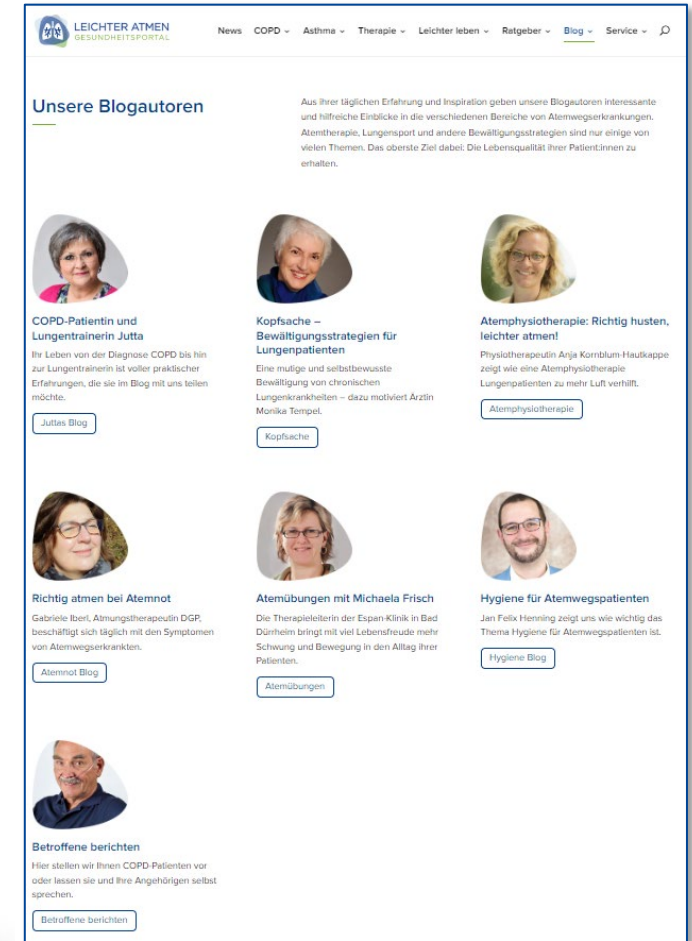 LEICHTER ATMEN
GESUNDHEITSPORTAL
News COPD Asthma Therapie Leichter leben Ratgeber Blog Service
Unsere Blogautoren
Aus ihrer täglichen Erfahrung und Inspiration geben unsere Blogautoren interessante
und hilfreiche Einblicke in die verschiedenen Bereiche von Atemwegserkrankungen.
Atemtherapie, Lungensport und andere Bewältigungsstrategien sind nur einige von
vielen Themen. Das oberste Ziel dabei: Die Lebensqualität ihrer Patient:innen zu
erhalten.
COPD-Patientin und
Lungentrainerin Jutta
Ihr Leben von der Diagnose COPD bis hin
zur Lungentrainerin ist voller praktischer
Erfahrungen, die sie im Blog mit uns teilen
möchte.
Juttas Blog
Kopfsache –
Bewältigungsstrategien für
Lungenpatienten
Eine mutige und selbstbewusste
Bewältigung von chronischen
Lungenkrankheiten – dazu motiviert Ärztin
Monika Tempel.
Kopfsache
Atemphysiotherapie: Richtig husten,
leichter atmen!
Physiotherapeutin Anja Kornblum-Hautkappe
zeigt wie eine Atemphysiotherapie
Lungenpatienten zu mehr Luft verhilft.
Atemphysiotherapie
Richtig atmen bei Atemnot
Gabriele Iberl, Atmungstherapeutin DGP,
beschäftigt sich täglich mit den Symptomen
von Atemwegserkrankten.
Atemnot Blog
Atemübungen mit Michaela Frisch
Die Therapieleiterin der Espan-Klinik in Bad
Dürrheim bringt mit viel Lebensfreude mehr
Schwung und Bewegung in den Alltag ihrer
Patienten.
Atemübungen
Hygiene für Atemwegspatienten
Jan Felix Henning zeigt uns wie wichtig das
Thema Hygiene für Atemwegspatienten ist.
Hygiene Blog
Betroffene berichten
Hier stellen wir Ihnen COPD-Patienten vor
oder lassen sie und Ihre Angehörigen selbst
sprechen.
Betroffene berichten